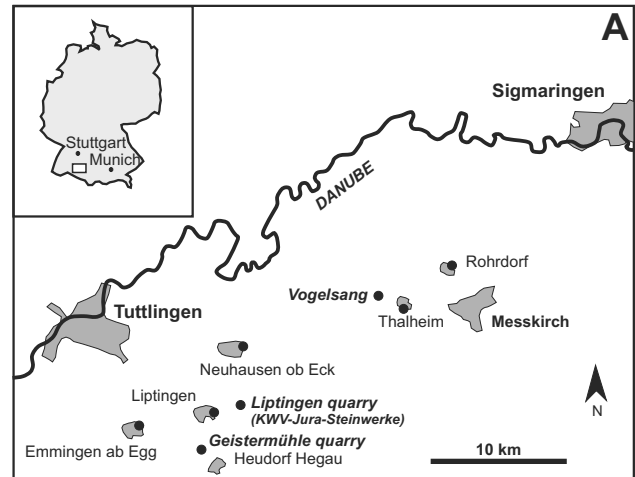 A
Sigmaringen
Stuttgart
Munich
DANUBE
Rohrdorf
Vogelsang
Thalheim
Messkirch
Tuttlingen
Neuhausen ob Eck
Liptingen
Liptingen quarry
(KWV-Jura-Steinwerke)
Geistermühle quarry
Emmingen ab Egg
Heudorf Hegau
N
10 km